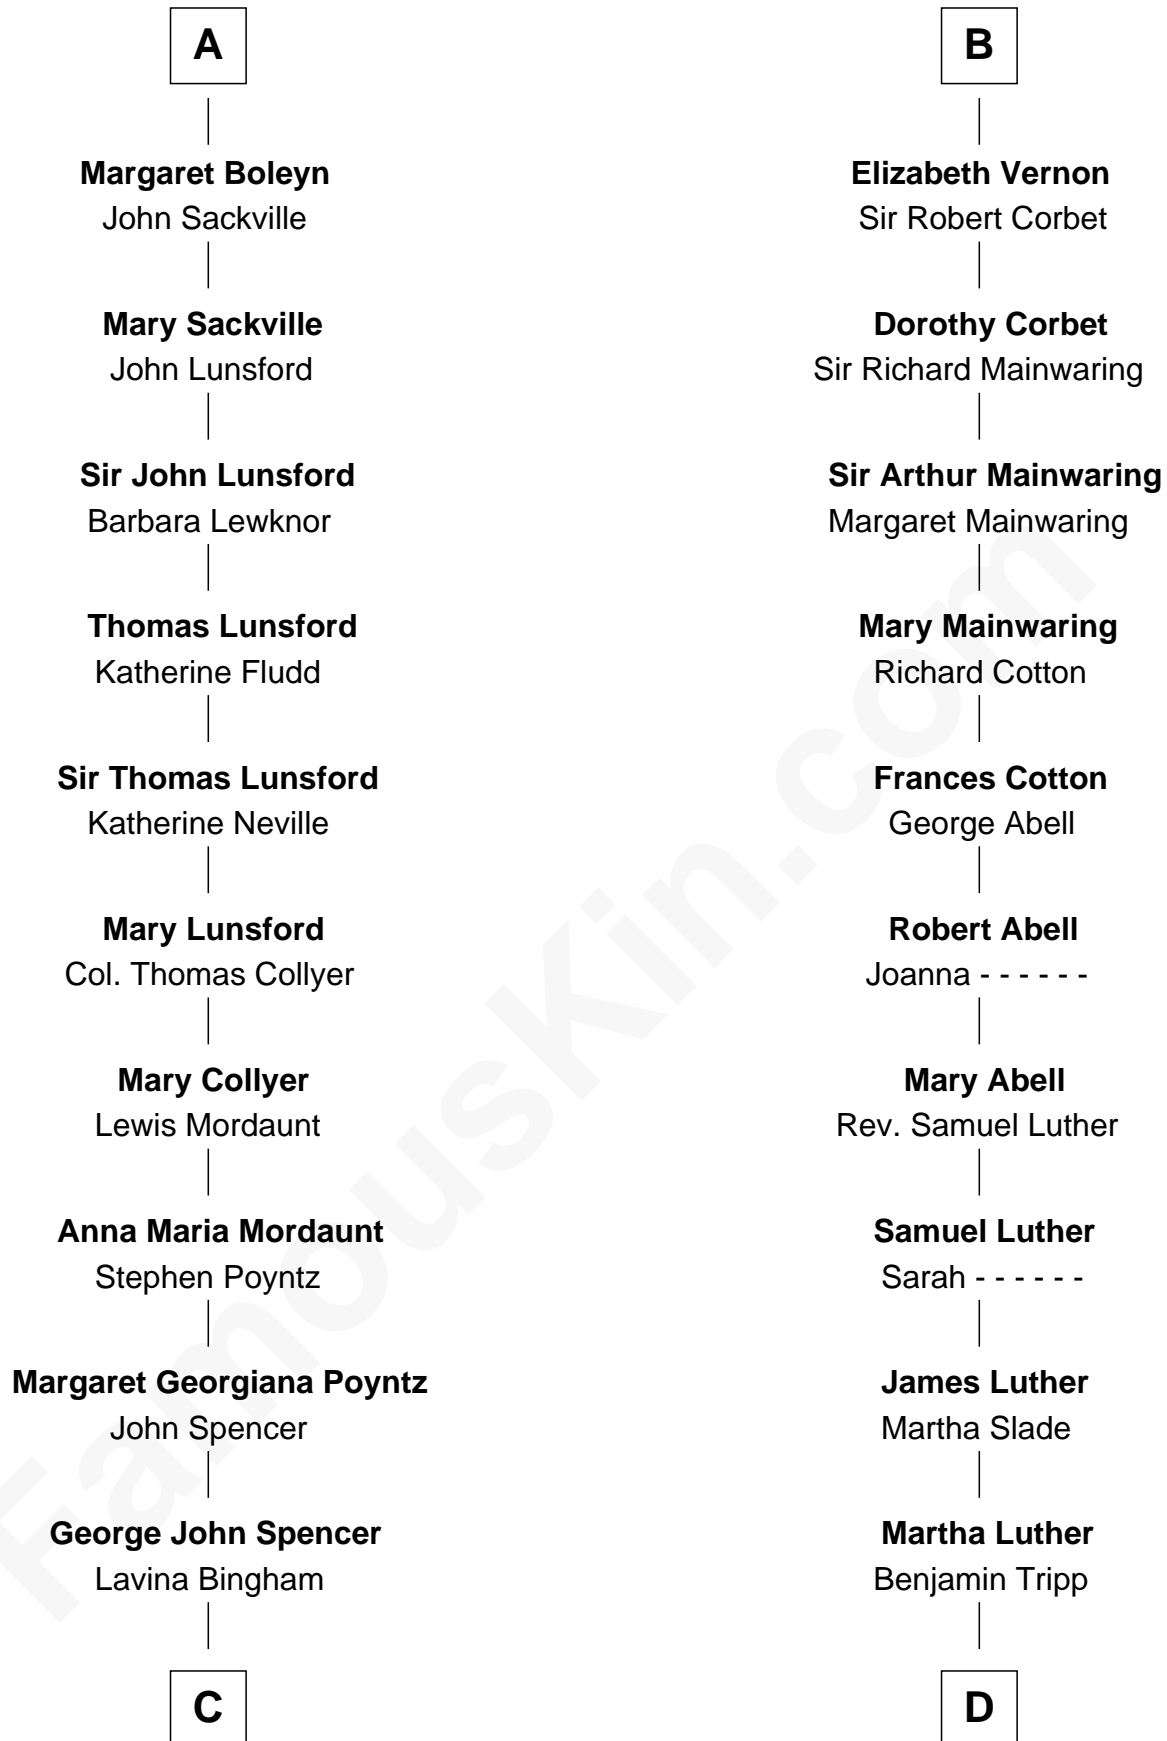 A
Margaret Boleyn
John Sackville
Mary Sackville
John Lunsford
Sir John Lunsford
Barbara Lewknor
Thomas Lunsford
Katherine Fludd
Sir Thomas Lunsford
Katherine Neville
Mary Lunsford
Col. Thomas Collyer
Mary Collyer
Lewis Mordaunt
Anna Maria Mordaunt
Stephen Poyntz
Margaret Georgiana Poyntz
John Spencer
George John Spencer
Lavina Bingham
C
B
Elizabeth Vernon
Sir Robert Corbet
Dorothy Corbet
Sir Richard Mainwaring
Sir Arthur Mainwaring
Margaret Mainwaring
Mary Mainwaring
Richard Cotton
Frances Cotton
George Abell
Robert Abell
Joanna - - - - - -
Mary Abell
Rev. Samuel Luther
Samuel Luther
Sarah - - - - - -
James Luther
Martha Slade
Martha Luther
Benjamin Tripp
D
FamousKin.com